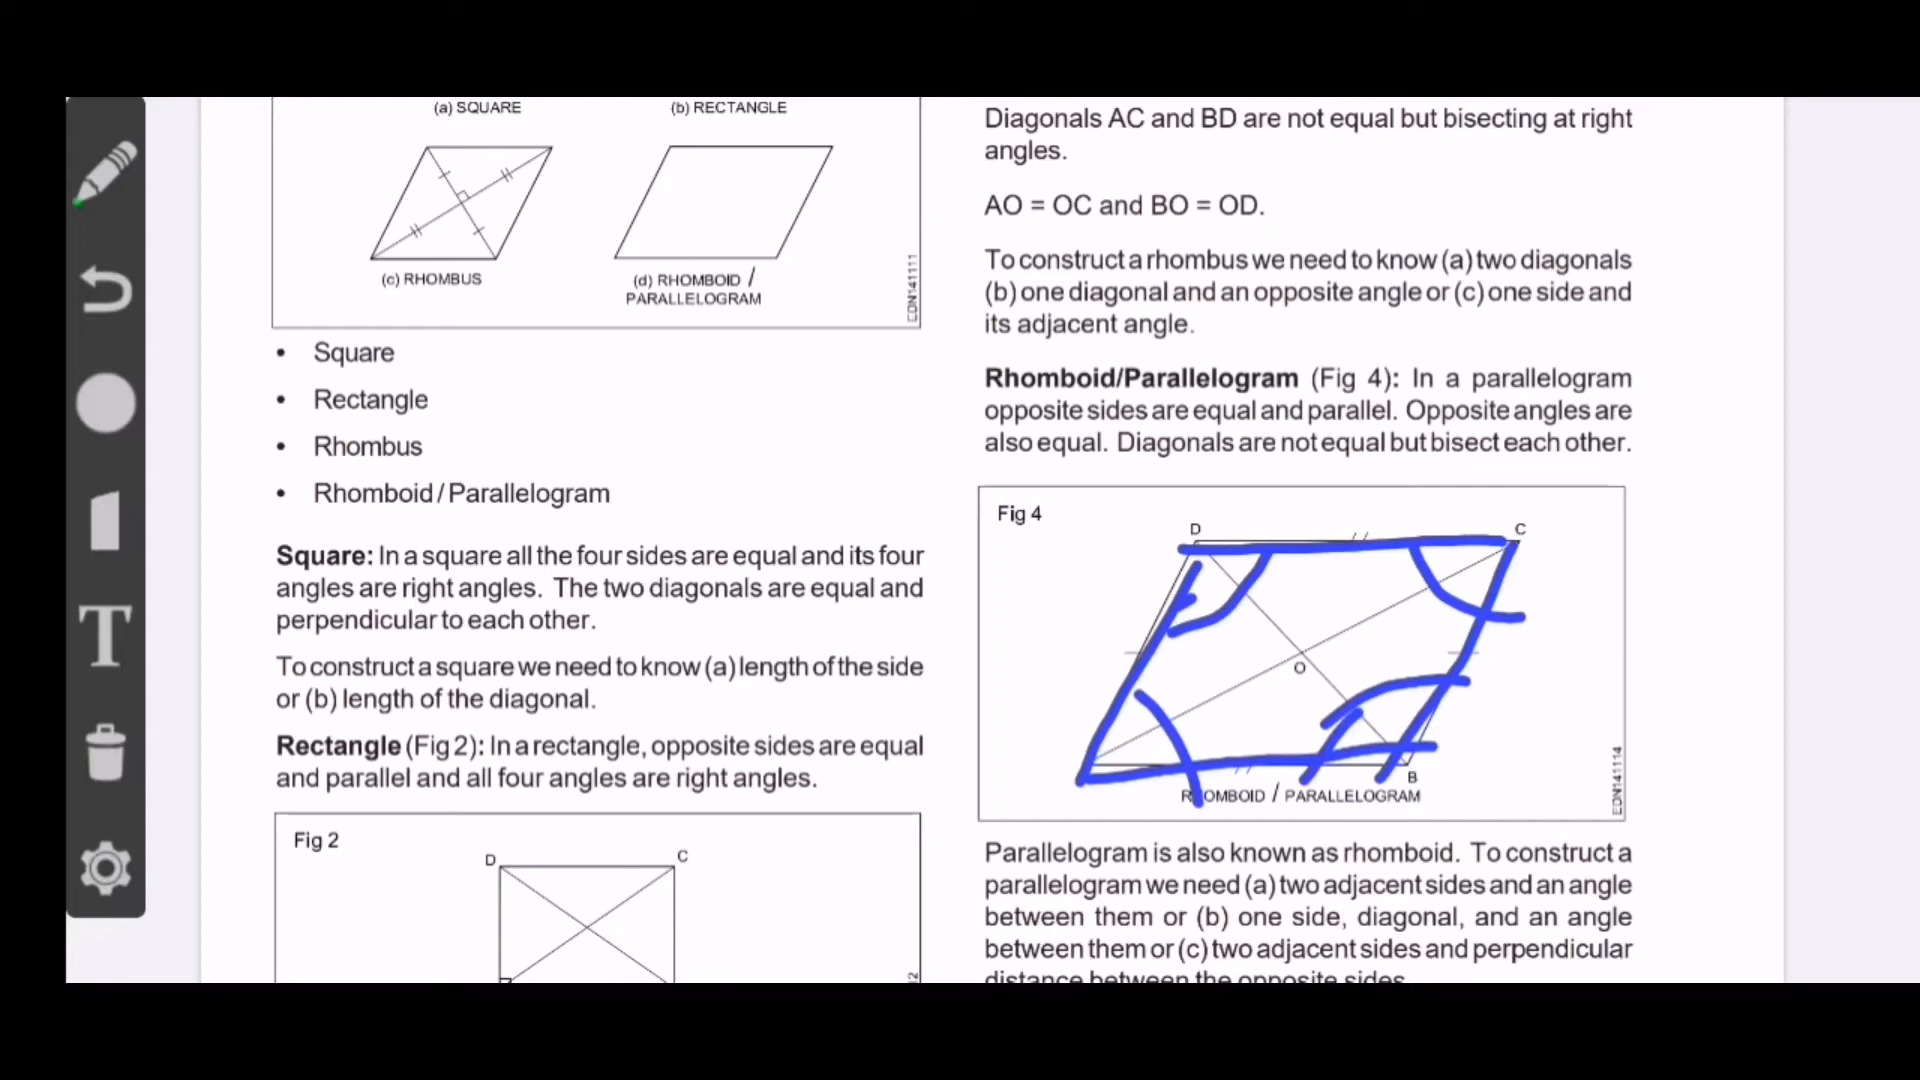 (a) SQUARE
(b) RECTANGLE
(c) RHOMBUS
(d) RHOMBOID /
PARALLELOGRAM
EDN141111
• Square
• Rectangle
• Rhombus
• Rhomboid / Parallelogram
Square: In a square all the four sides are equal and its four
angles are right angles. The two diagonals are equal and
perpendicular to each other.
To construct a square we need to know (a) length of the side
or (b) length of the diagonal.
Rectangle (Fig 2): In a rectangle, opposite sides are equal
and parallel and all four angles are right angles.
Fig 2
D
C
Diagonals AC and BD are not equal but bisecting at right
angles.
AO = OC and BO = OD.
To construct a rhombus we need to know (a) two diagonals
(b) one diagonal and an opposite angle or (c) one side and
its adjacent angle.
Rhomboid/Parallelogram (Fig 4): In a parallelogram
opposite sides are equal and parallel. Opposite angles are
also equal. Diagonals are not equal but bisect each other.
Fig 4
D
C
O
B
RHOMBOID / PARALLELOGRAM
EDN141114
Parallelogram is also known as rhomboid. To construct a
parallelogram we need (a) two adjacent sides and an angle
between them or (b) one side, diagonal, and an angle
between them or (c) two adjacent sides and perpendicular
distance between the opposite sides.
T